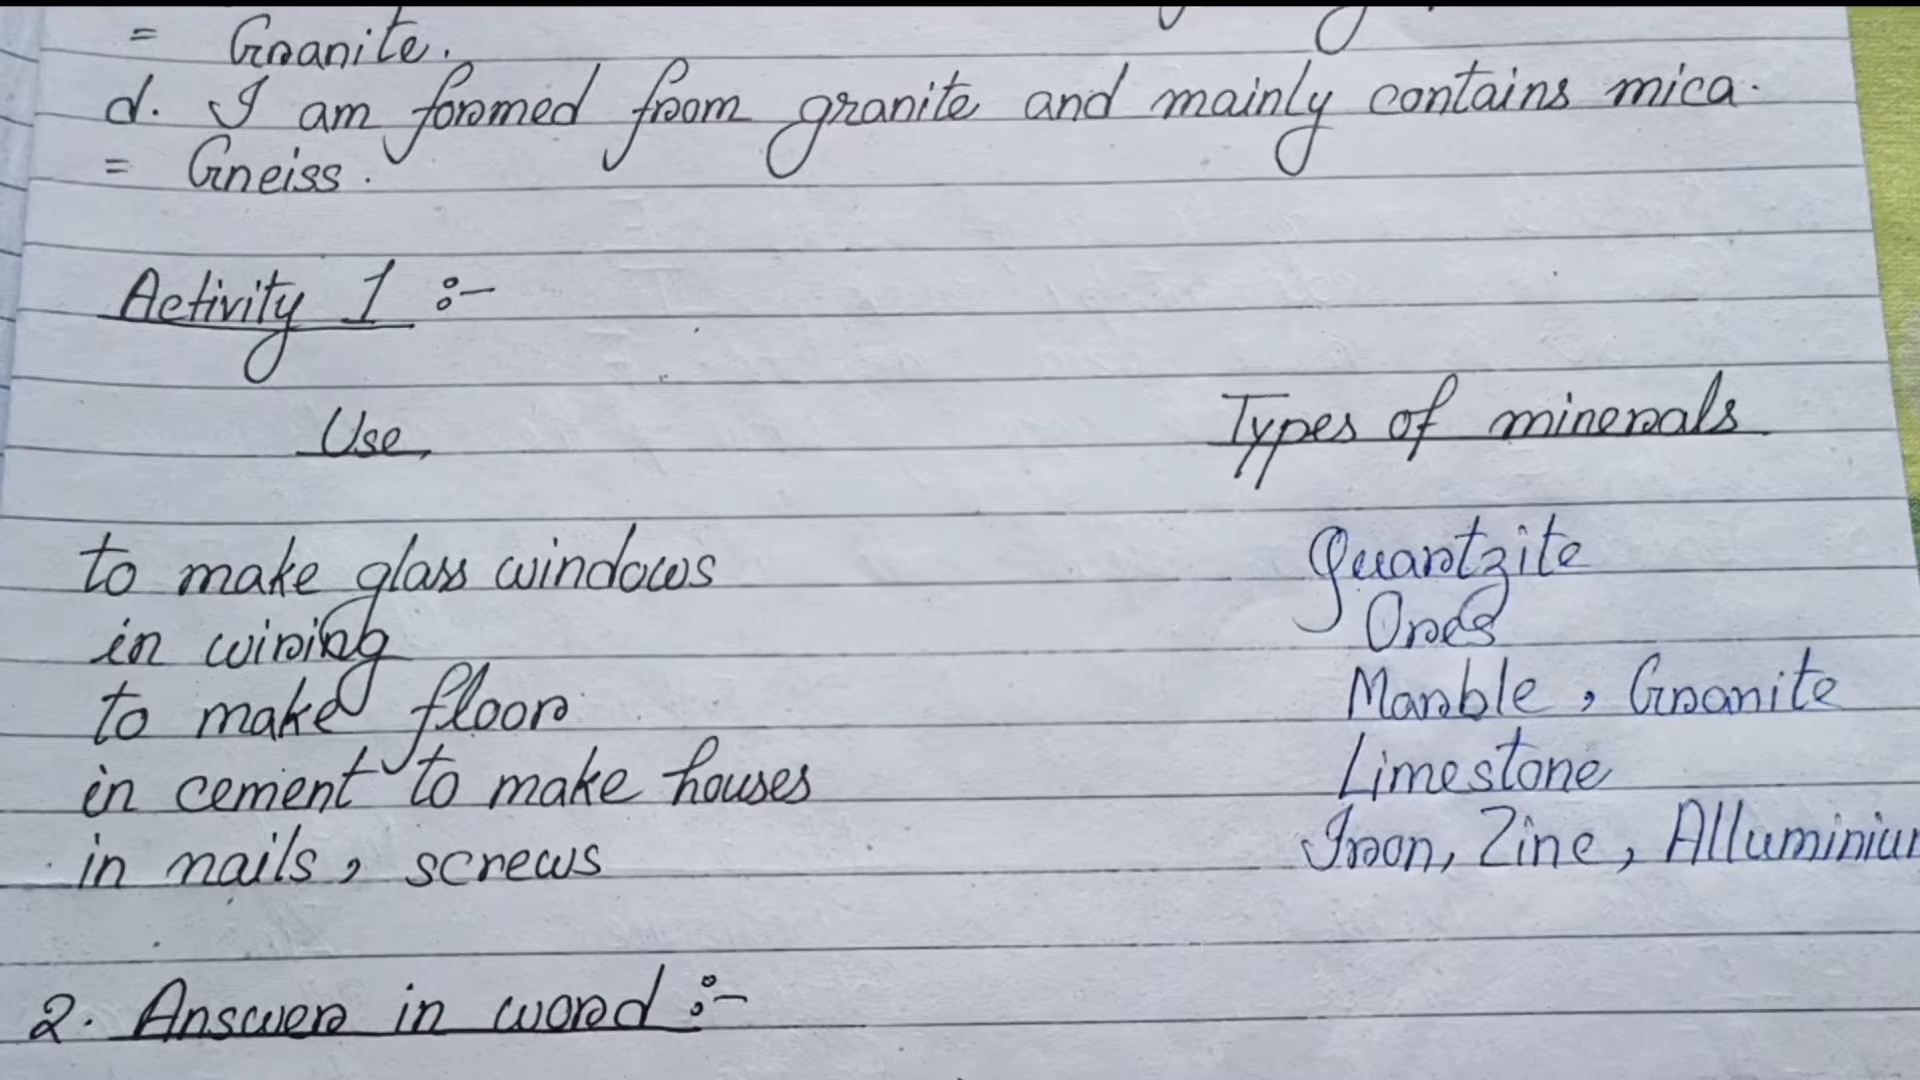 = Granite.
d. I am formed from granite and mainly contains mica.
= Gneiss.
Activity 1 :-
Use, Types of minerals
to make glass windows Quartzite
in wiring Ores
to make floor Marble, Granite
in cement to make houses Limestone
in nails, screws Iron, Zinc, Alluminiu
2. Answer in word :-